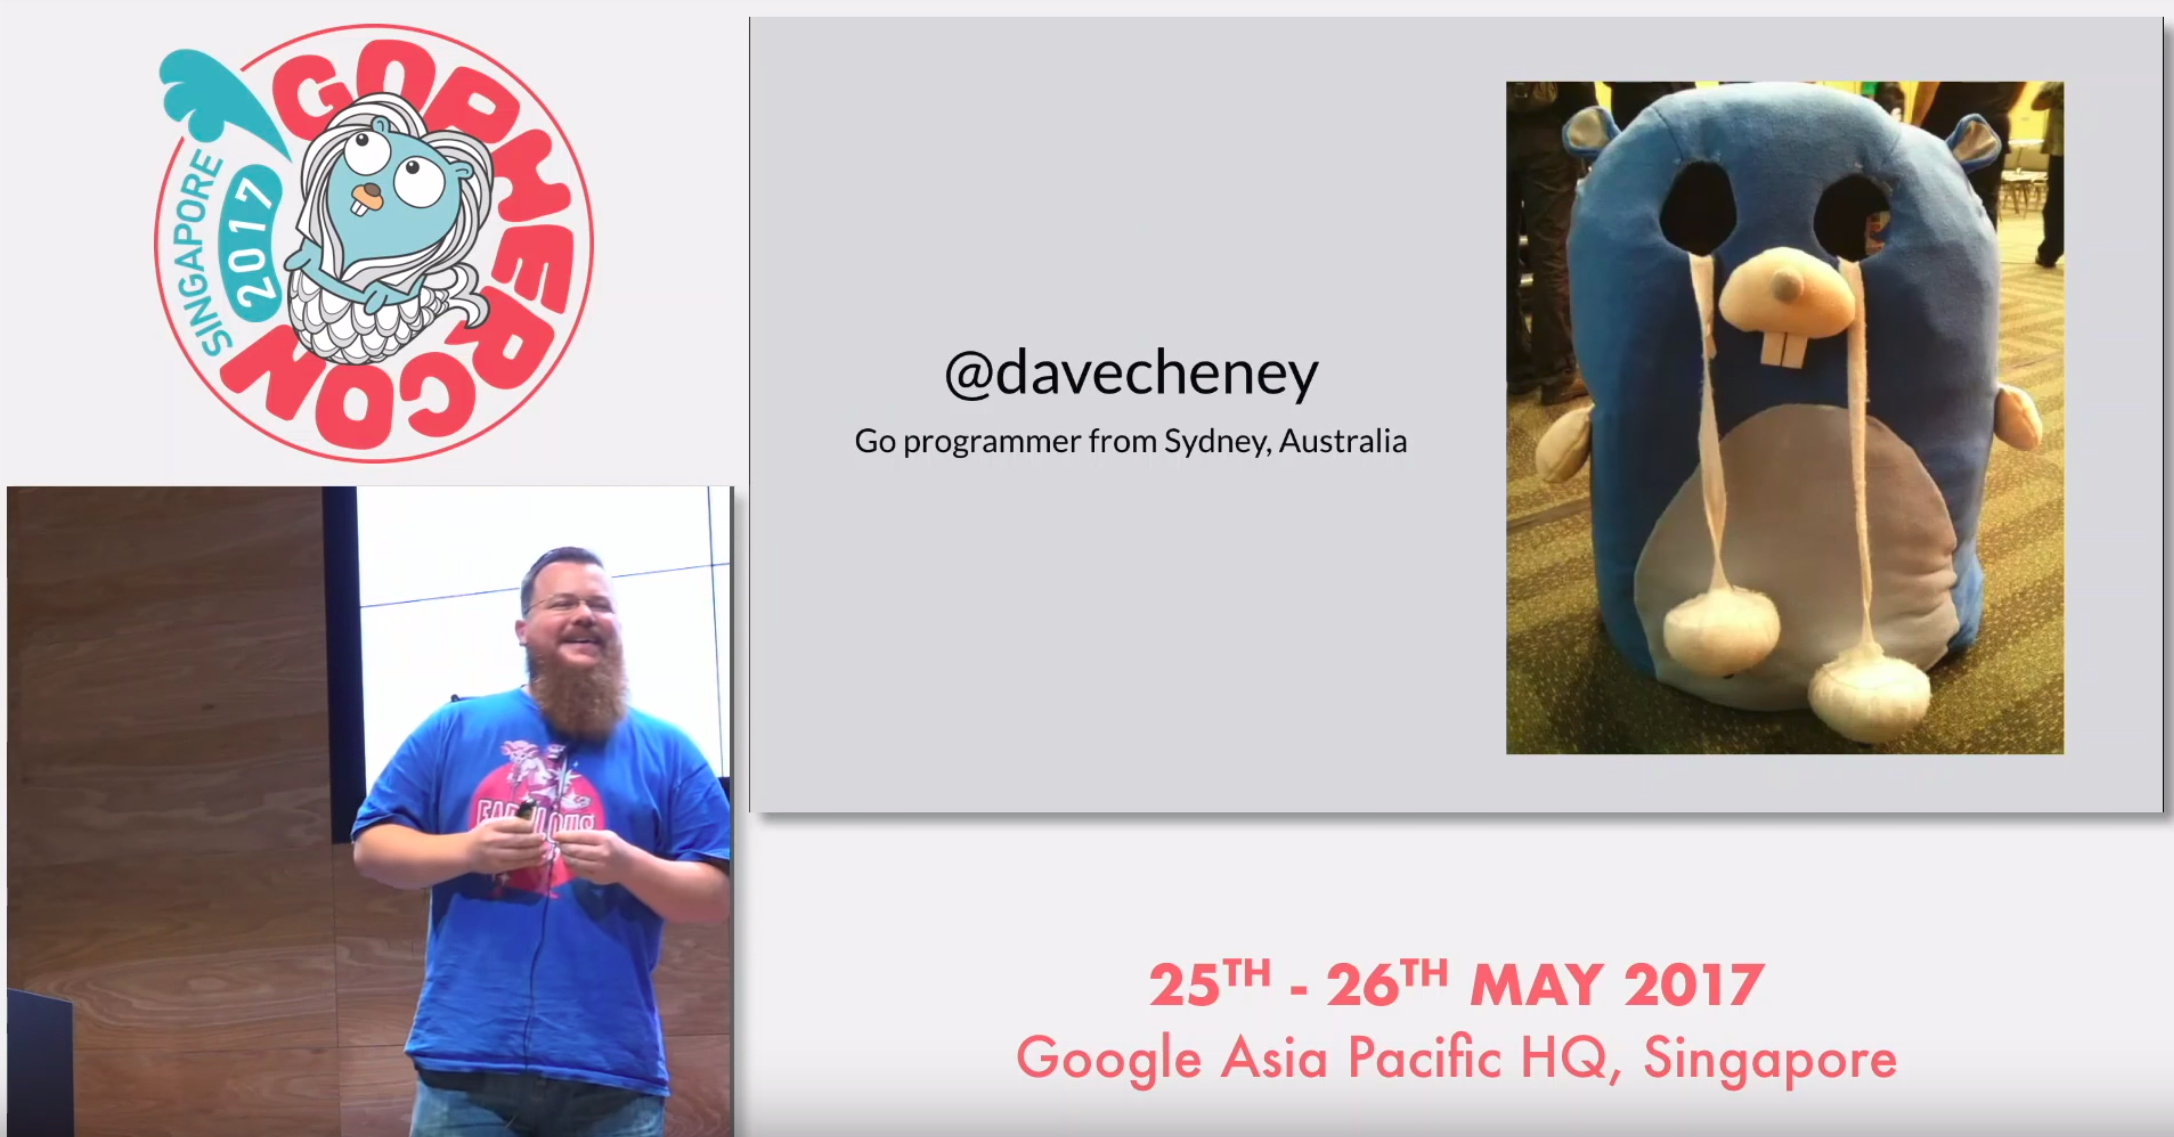 GOPHERCON
SINGAPORE
2017
@davecheney
Go programmer from Sydney, Australia
25TH - 26TH MAY 2017
Google Asia Pacific HQ, Singapore